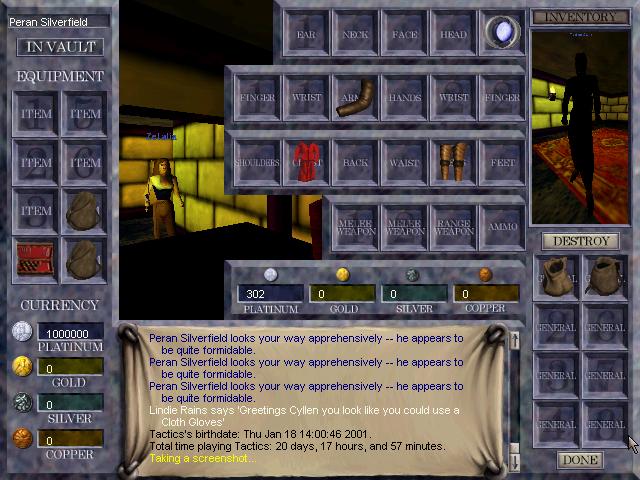 Peran Silverfield
IN VAULT
EQUIPMENT
ITEM
ITEM
ITEM
ITEM
ITEM
CURRENCY
1000000
PLATINUM
0
GOLD
0
SILVER
0
COPPER
EAR NECK FACE HEAD
FINGER WRIST ARMS HANDS WRIST FINGER
SHOULDERS CHEST BACK WAIST LEGS FEET
MELEE WEAPON MELEE WEAPON RANGE WEAPON AMMO
302 0 0 0
PLATINUM GOLD SILVER COPPER
Peran Silverfield looks your way apprehensively -- he appears to
be quite formidable.
Peran Silverfield looks your way apprehensively -- he appears to
be quite formidable.
Peran Silverfield looks your way apprehensively -- he appears to
be quite formidable.
Lindie Rains says 'Greetings Cyllen you look like you could use a
Cloth Gloves'
Tactics's birthdate: Thu Jan 18 14:00:46 2001.
Total time playing Tactics: 20 days, 17 hours, and 57 minutes.
Taking a screenshot...
INVENTORY
DESTROY
GENERAL GENERAL
GENERAL GENERAL
GENERAL GENERAL
DONE